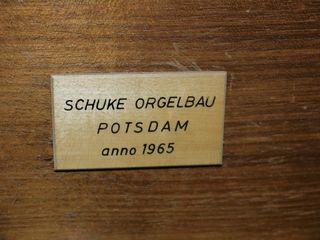 SCHUKE ORGELBAU
POTSDAM
anno 1965